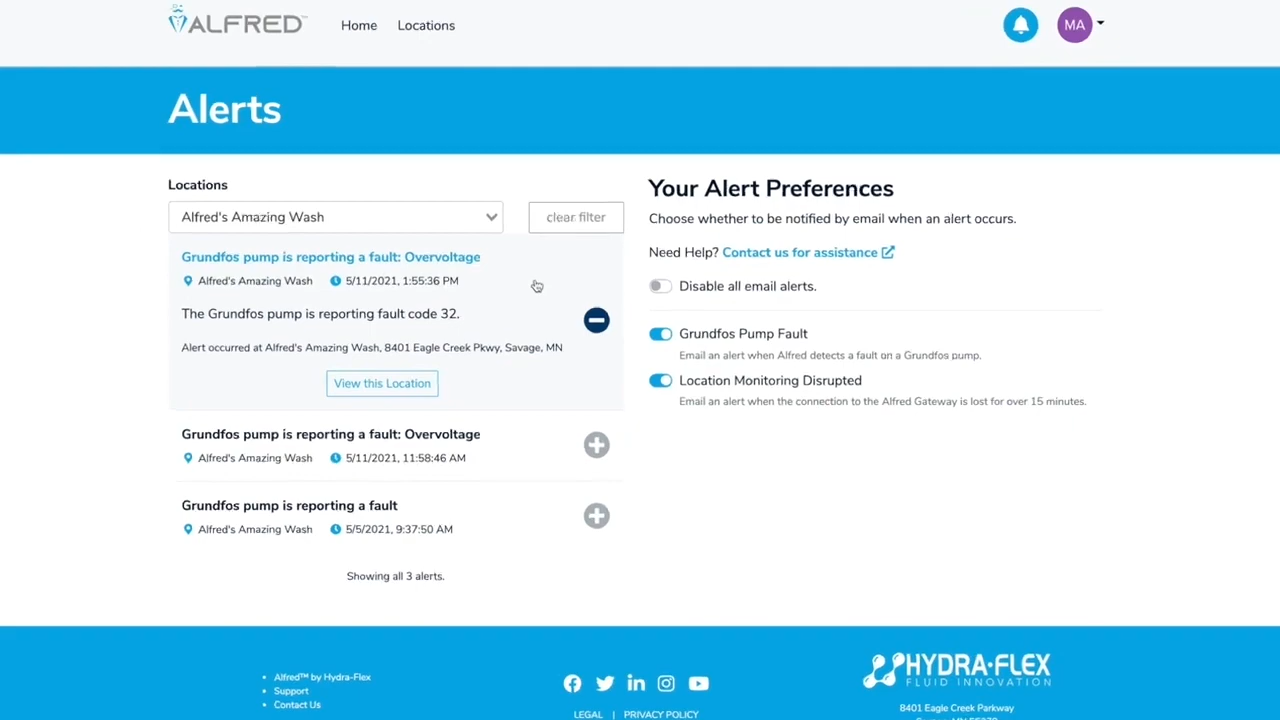 ALFRED™
Home
Locations
MA
Alerts
Locations
Alfred's Amazing Wash
clear filter
Grundfos pump is reporting a fault: Overvoltage
Alfred's Amazing Wash
5/11/2021, 1:55:36 PM
The Grundfos pump is reporting fault code 32.
Alert occurred at Alfred's Amazing Wash, 8401 Eagle Creek Pkwy, Savage, MN
View this Location
Grundfos pump is reporting a fault: Overvoltage
Alfred's Amazing Wash
5/11/2021, 11:58:46 AM
Grundfos pump is reporting a fault
Alfred's Amazing Wash
5/5/2021, 9:37:50 AM
Showing all 3 alerts.
Your Alert Preferences
Choose whether to be notified by email when an alert occurs.
Need Help? Contact us for assistance
Disable all email alerts.
Grundfos Pump Fault
Email an alert when Alfred detects a fault on a Grundfos pump.
Location Monitoring Disrupted
Email an alert when the connection to the Alfred Gateway is lost for over 15 minutes.
Alfred™ by Hydra-Flex
Support
Contact Us
LEGAL | PRIVACY POLICY
HYDRA-FLEX
FLUID INNOVATION
8401 Eagle Creek Parkway